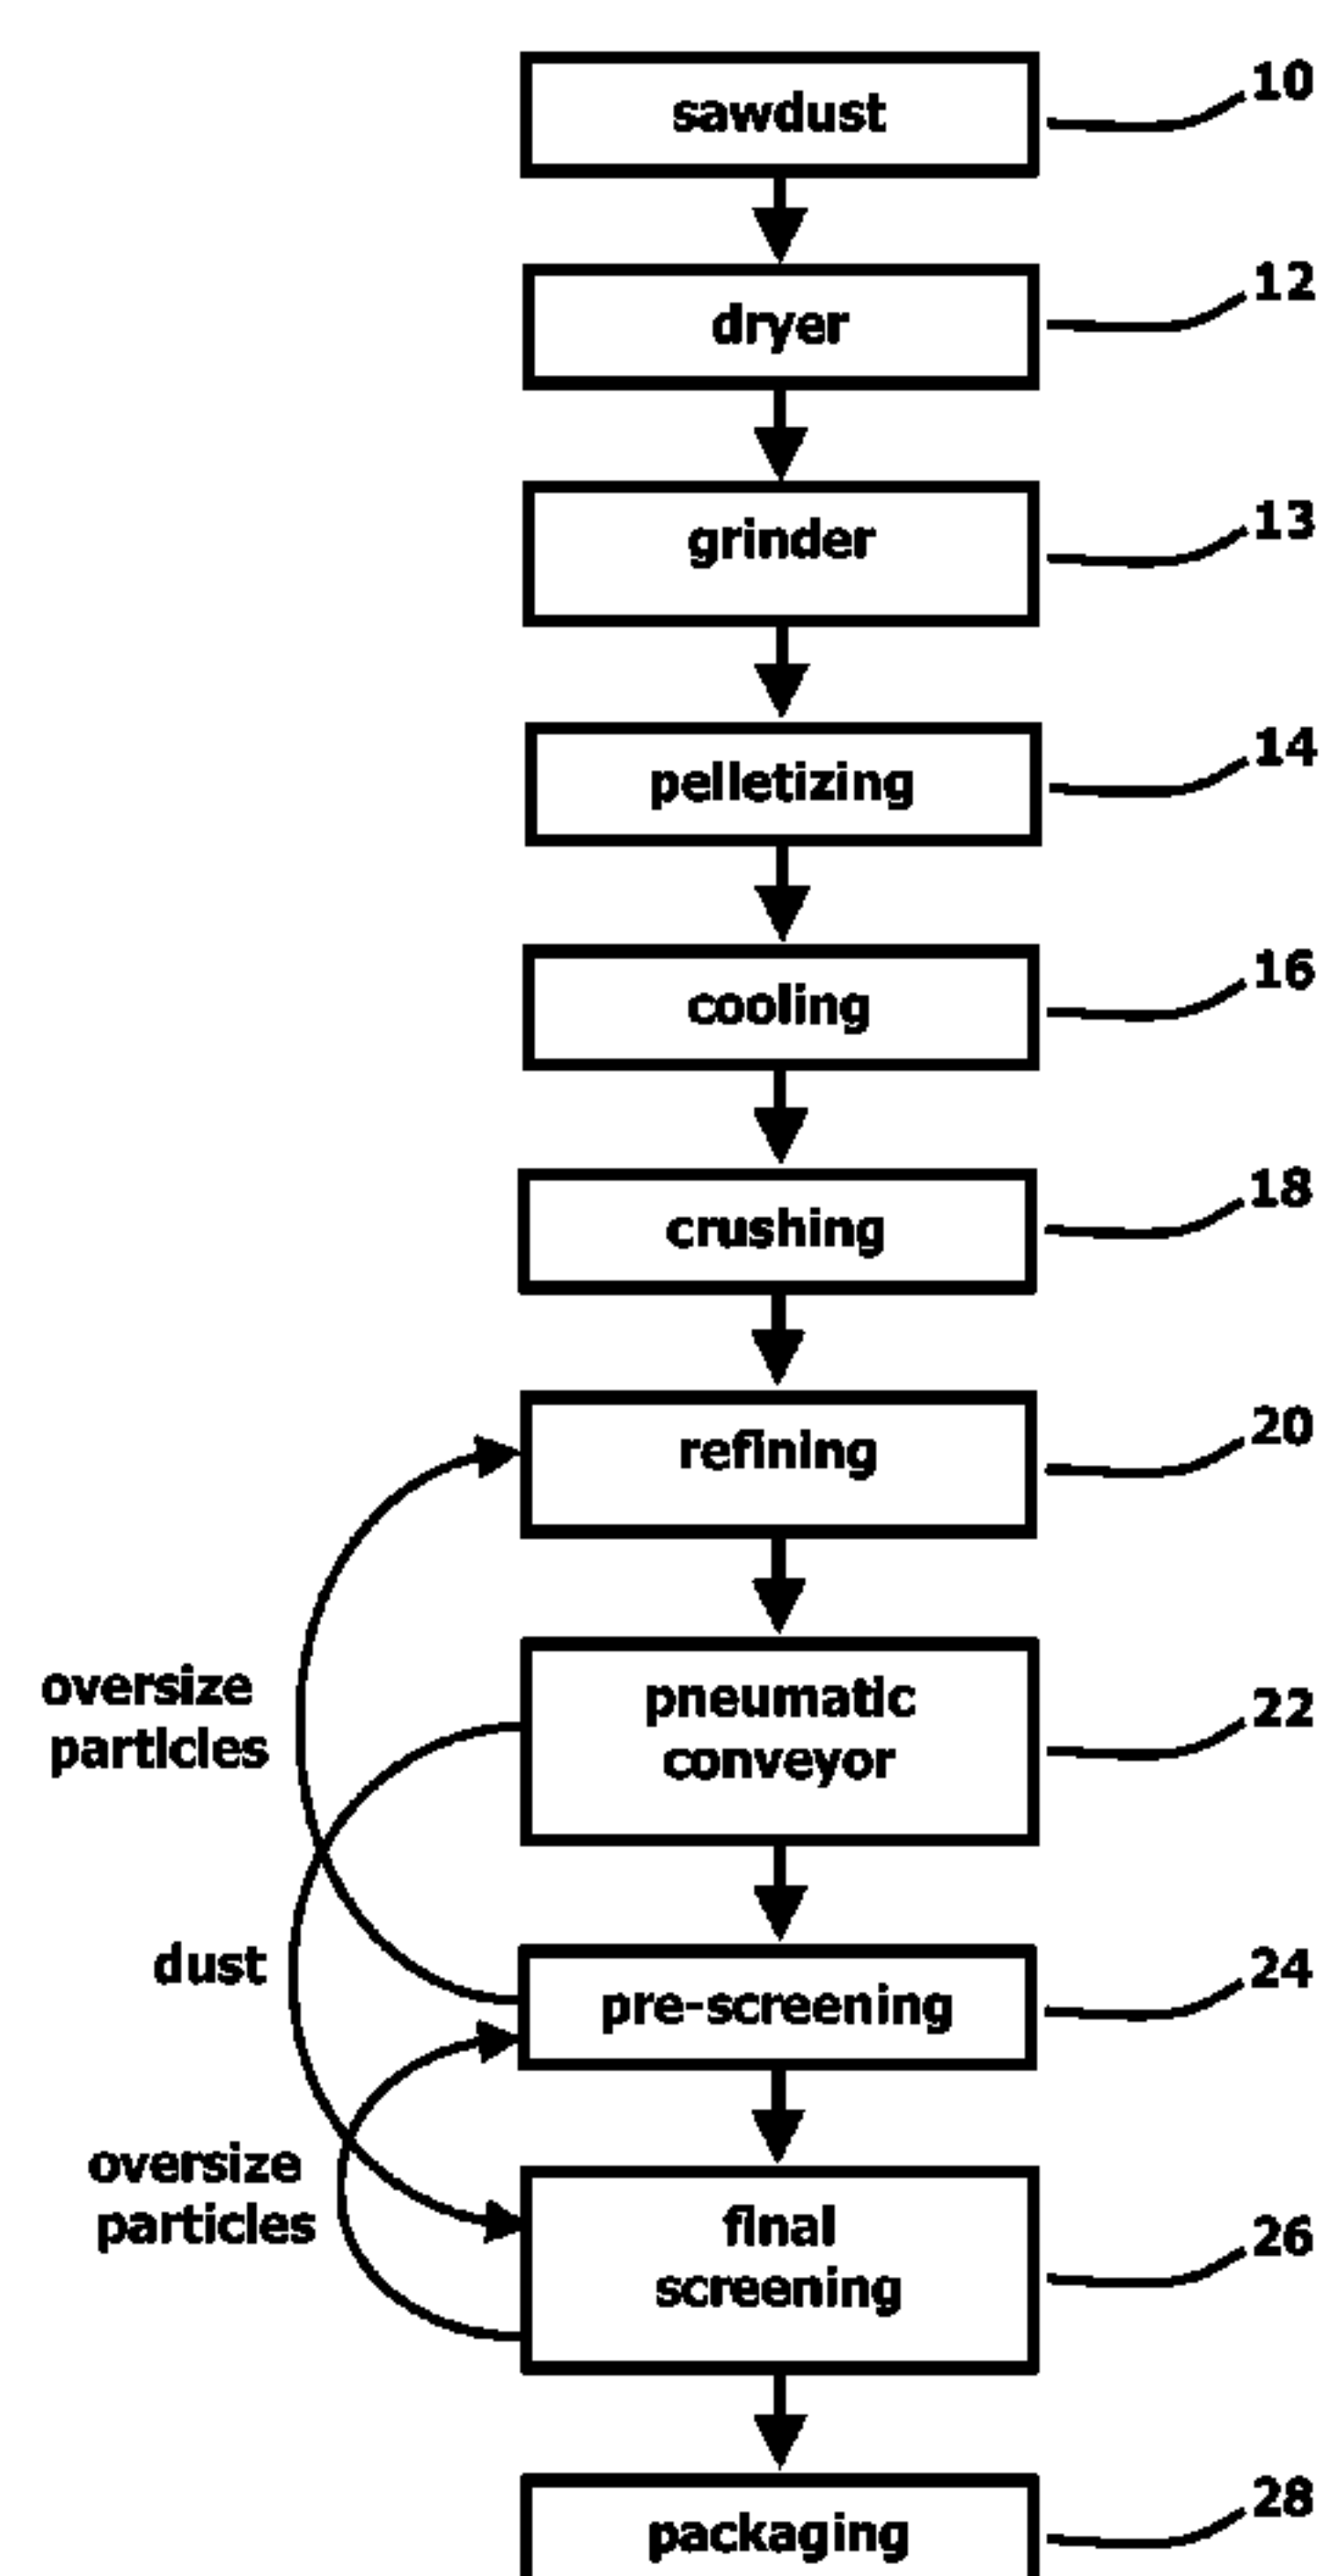 sawdust
10
dryer
12
grinder
13
pelletizing
14
cooling
16
crushing
18
refining
20
oversize
particles
pneumatic
conveyor
22
dust
pre-screening
24
oversize
particles
final
screening
26
packaging
28